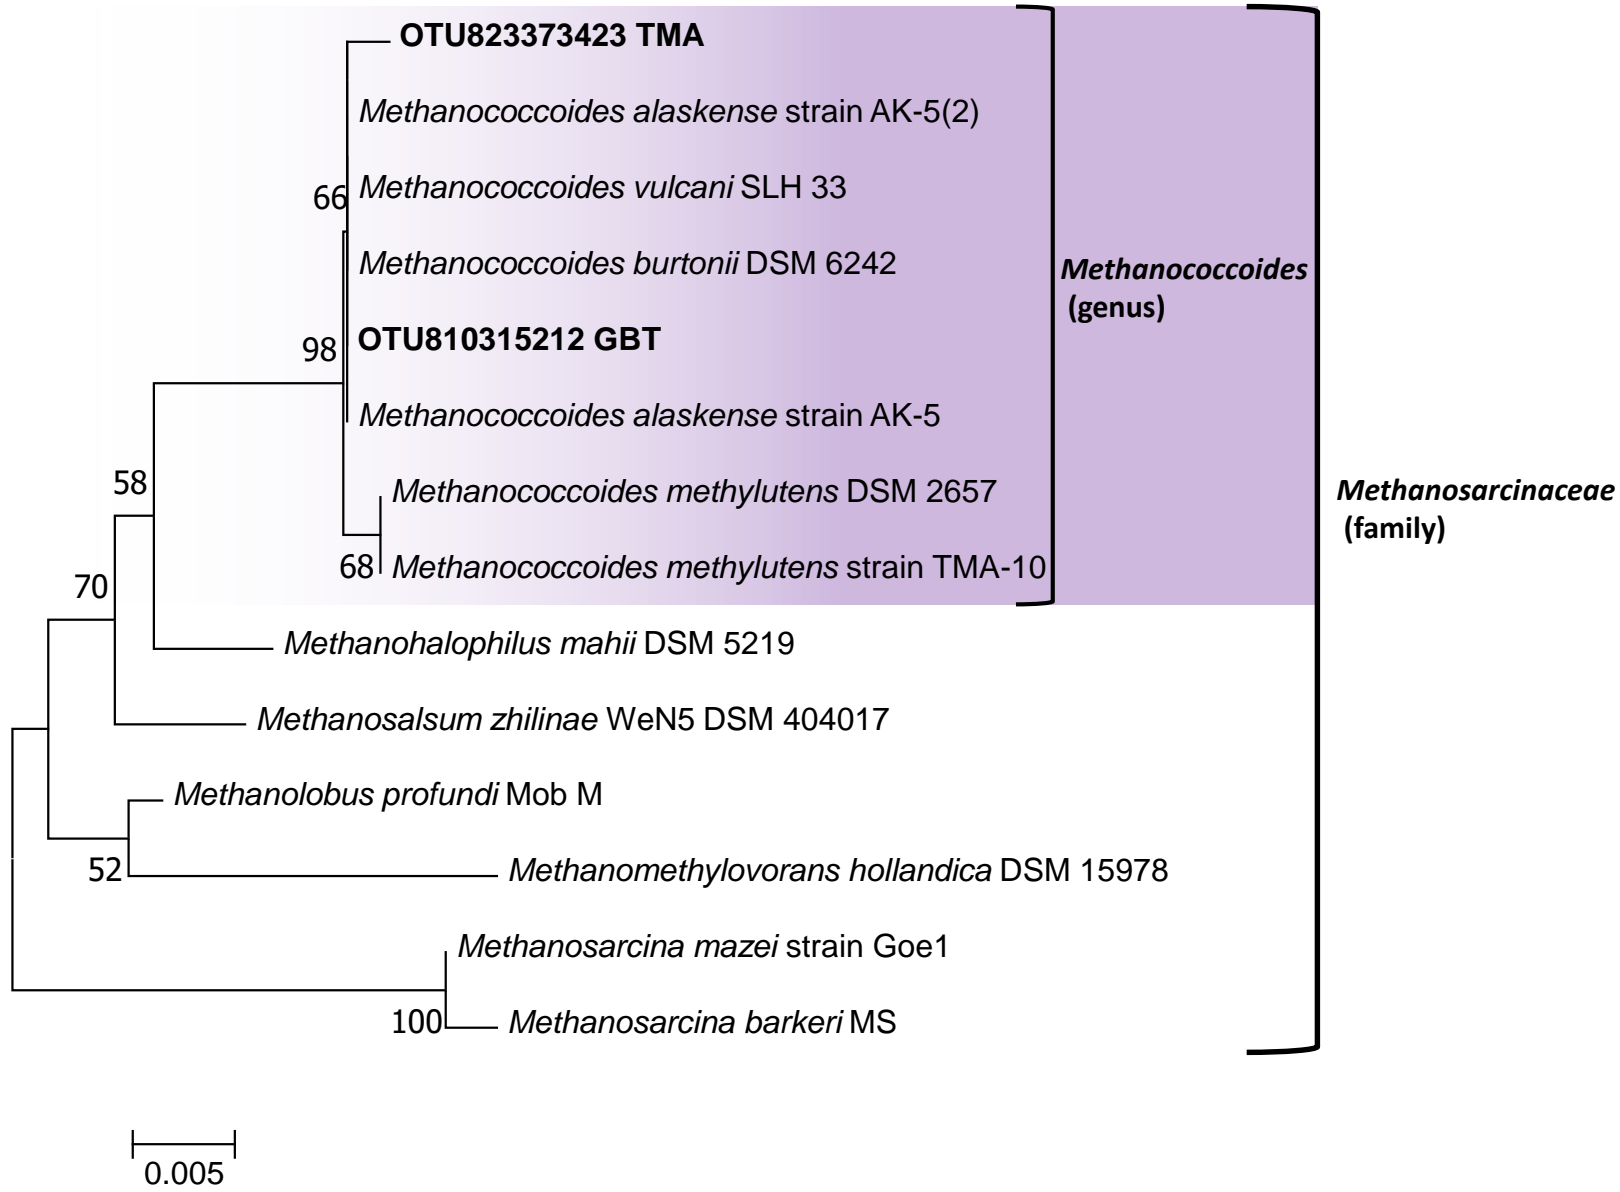 OTU823373423 TMA
Methanococcoides alaskense strain AK-5(2)
66
Methanococcoides vulcani SLH 33
Methanococcoides burtonii DSM 6242
Methanococcoides
(genus)
98
OTU810315212 GBT
Methanococcoides alaskense strain AK-5
58
Methanococcoides methylutens DSM 2657
Methanosarcinaceae
(family)
68
Methanococcoides methylutens strain TMA-10
70
Methanohalophilus mahii DSM 5219
Methanosalsum zhilinae WeN5 DSM 404017
Methanolobus profundi Mob M
52
Methanomethylovorans hollandica DSM 15978
Methanosarcina mazei strain Goe1
100
Methanosarcina barkeri MS
0.005